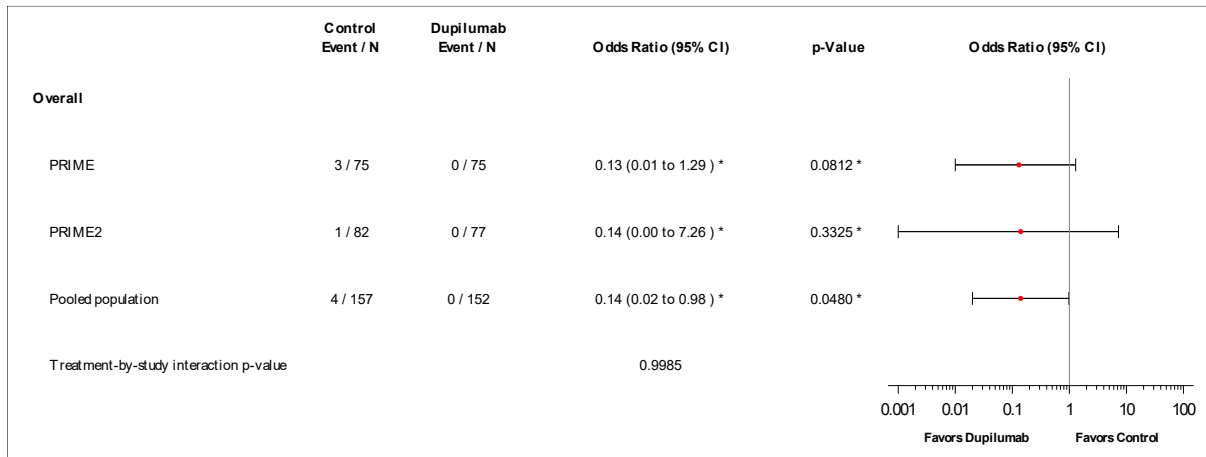 Control Event / N Dupilumab Event / N Odds Ratio (95% CI) p-Value Odds Ratio (95% CI)
Overall
PRIME 3 / 75 0 / 75 0.13 (0.01 to 1.29 ) * 0.0812 *
PRIME2 1 / 82 0 / 77 0.14 (0.00 to 7.26 ) * 0.3325 *
Pooled population 4 / 157 0 / 152 0.14 (0.02 to 0.98 ) * 0.0480 *
Treatment-by-study interaction p-value 0.9985
0.001 0.01 0.1 1 10 100
Favors Dupilumab Favors Control